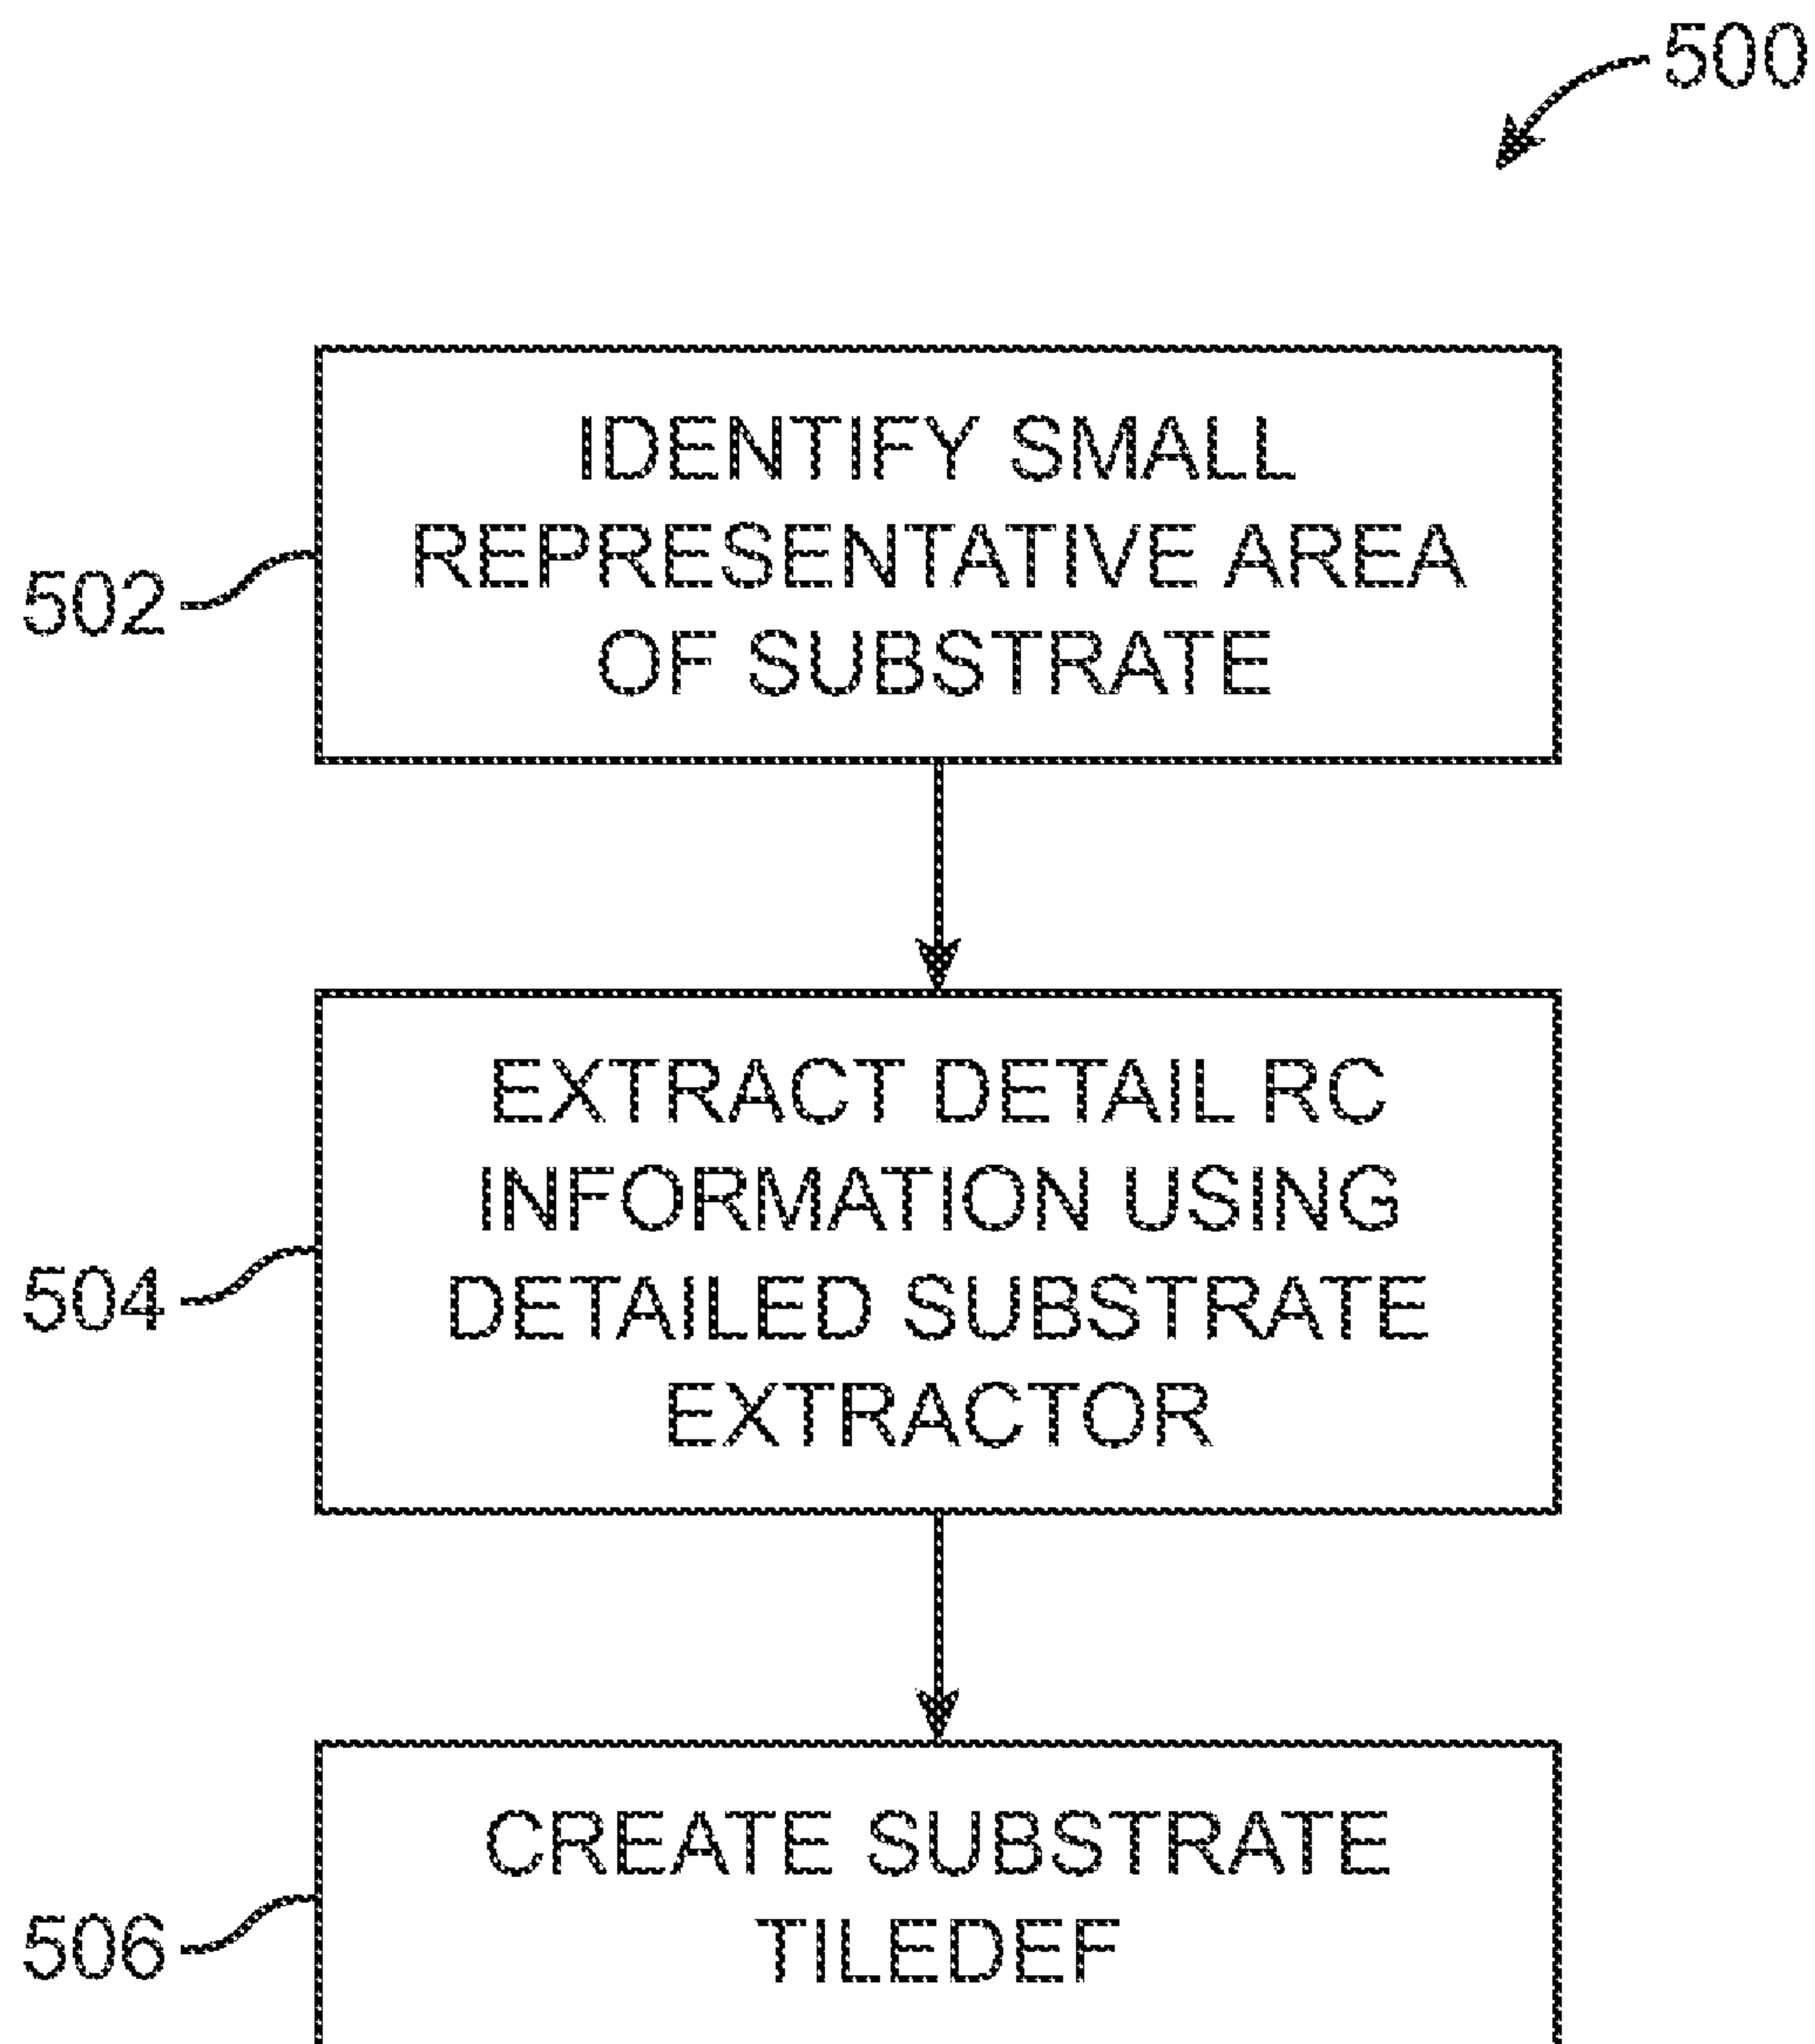 500
IDENTIFY SMALL
REPRESENTATIVE AREA
OF SUBSTRATE
502
EXTRACT DETAIL RC
INFORMATION USING
DETAILED SUBSTRATE
EXTRACTOR
504
CREATE SUBSTRATE
TILEDEF
506